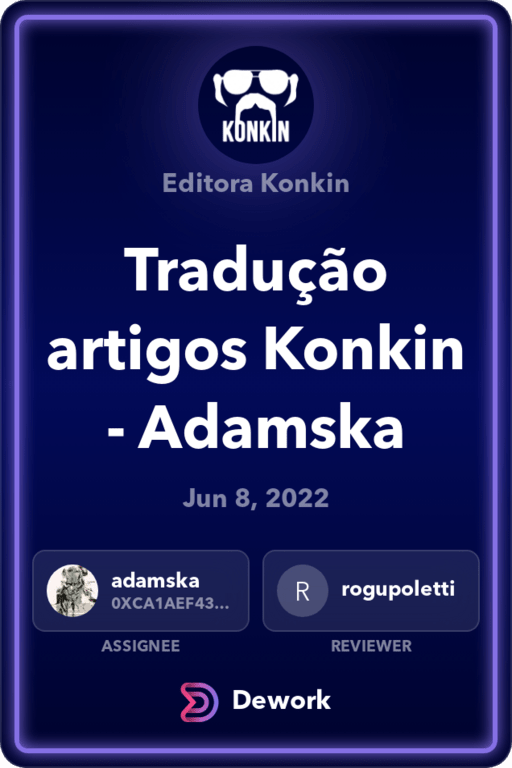 KONKIN
Editora Konkin
Tradução
artigos Konkin
- Adamska
Jun 8, 2022
adamska
0XCA1AEF43...
ASSIGNEE
R
rogupoletti
REVIEWER
Dework